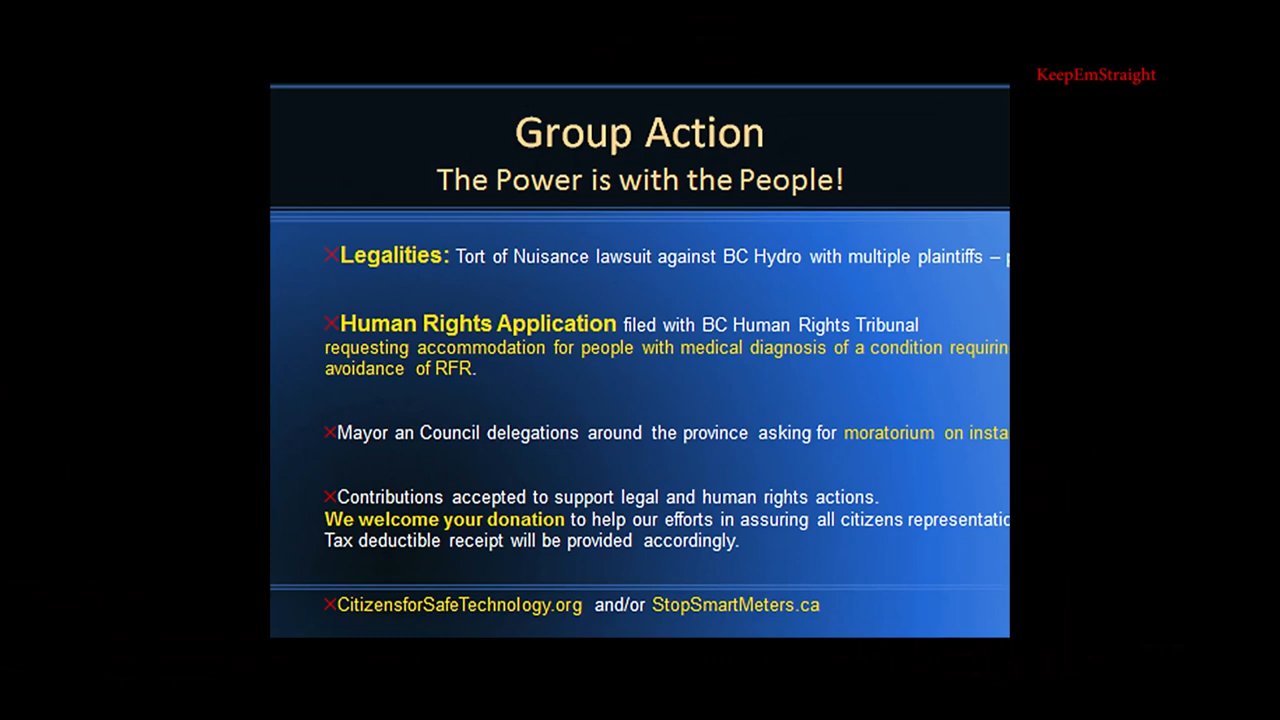 KeepEmStraight
Group Action
The Power is with the People!
Legalities: Tort of Nuisance lawsuit against BC Hydro with multiple plaintiffs –
Human Rights Application filed with BC Human Rights Tribunal
requesting accommodation for people with medical diagnosis of a condition
avoidance of RFR.
Mayor an Council delegations around the province asking for moratorium on
Contributions accepted to support legal and human rights actions.
We welcome your donation to help our efforts in assuring all citizens
Tax deductible receipt will be provided accordingly.
CitizensforSafeTechnology.org and/or StopSmartMeters.ca